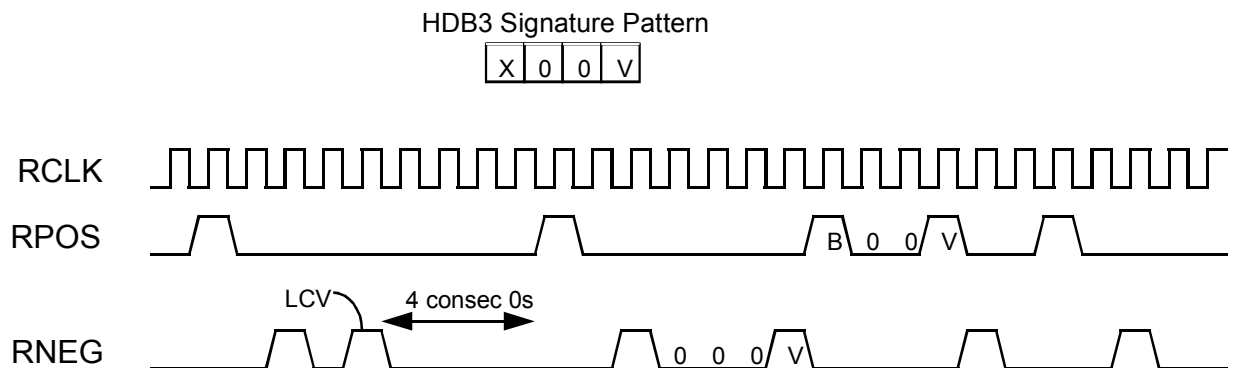 HDB3 Signature Pattern
X 0 0 V
RCLK
RPOS
B 0 0 V
LCV
4 consec 0s
RNEG
0 0 0 V